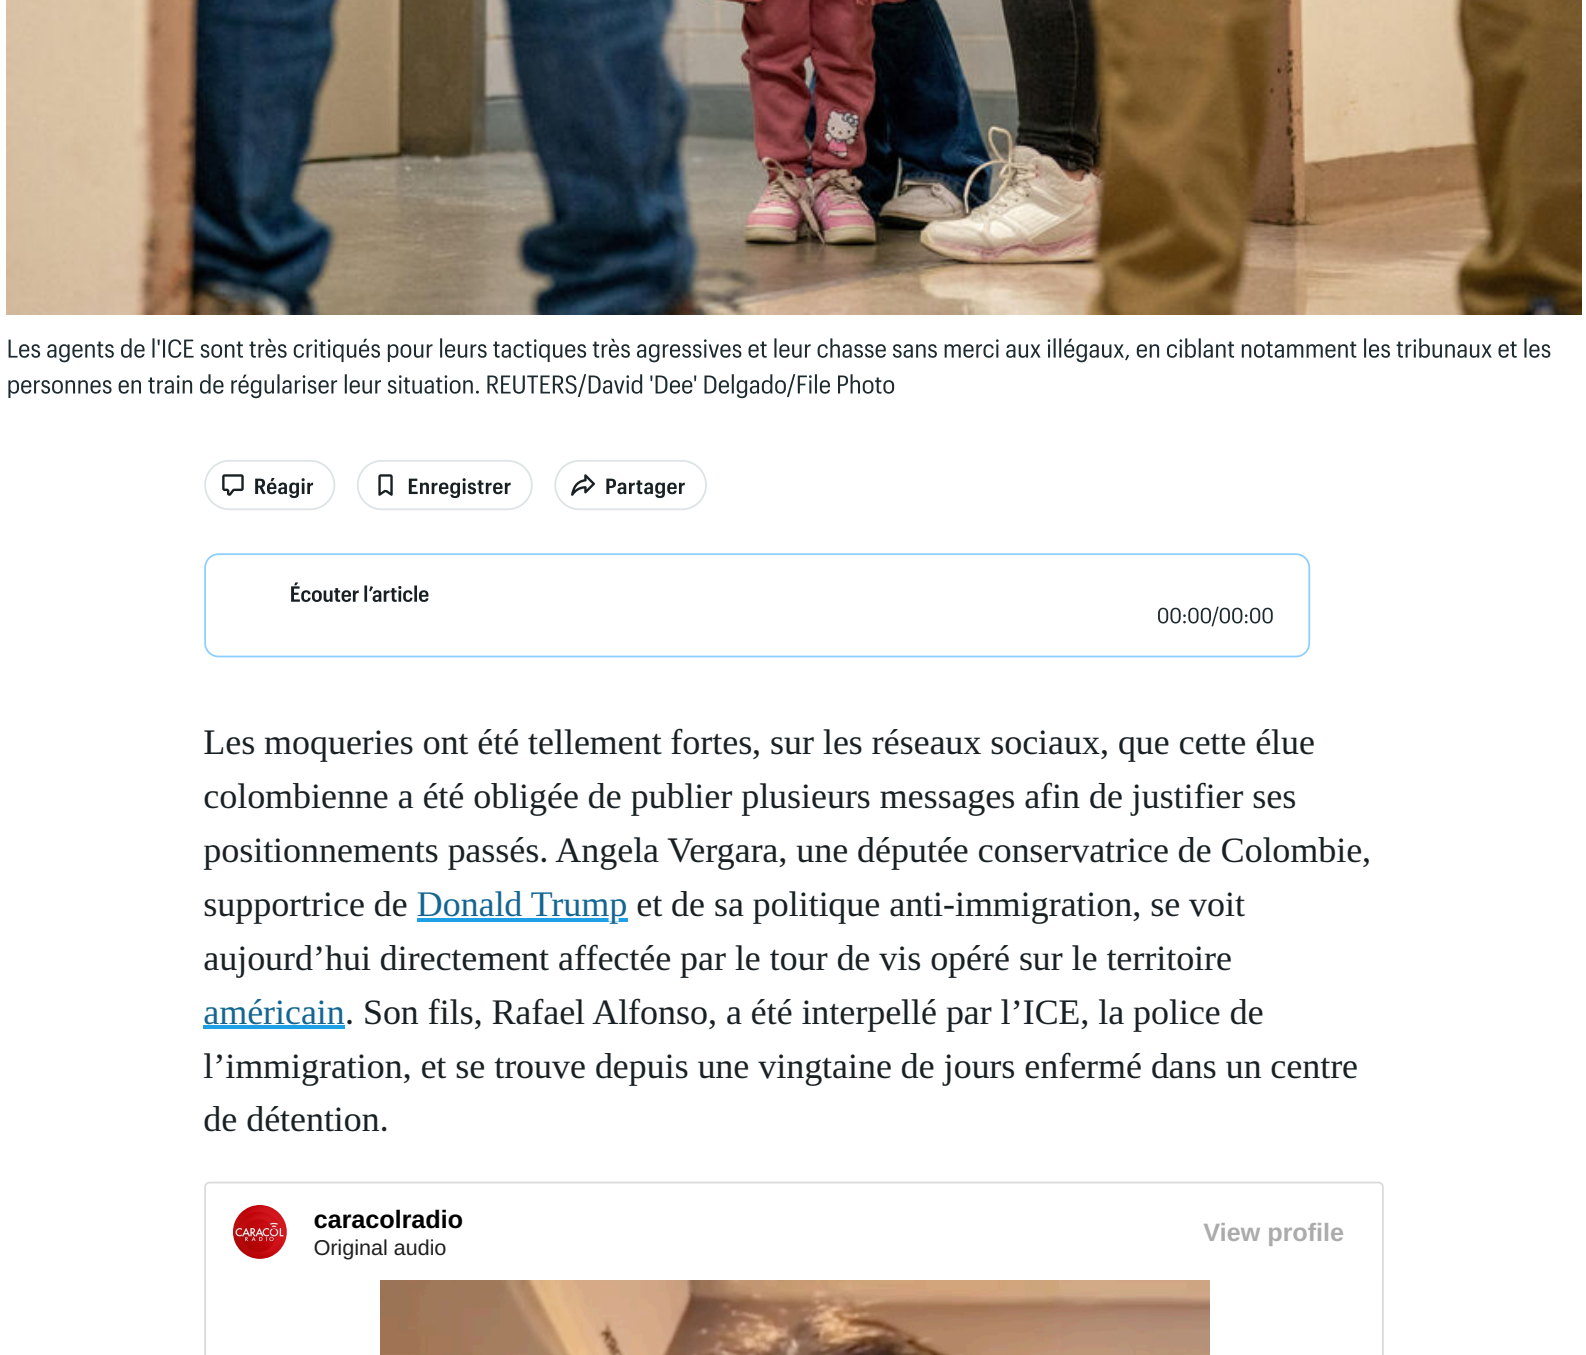 Les agents de l'ICE sont très critiqués pour leurs tactiques très agressives et leur chasse sans merci aux illégaux, en ciblant notamment les tribunaux et les
personnes en train de régulariser leur situation. REUTERS/David 'Dee' Delgado/File Photo
Réagir Enregistrer Partager
Écouter l’article
00:00/00:00
Les moqueries ont été tellement fortes, sur les réseaux sociaux, que cette élue
colombienne a été obligée de publier plusieurs messages afin de justifier ses
positionnements passés. Angela Vergara, une députée conservatrice de Colombie,
supportrice de Donald Trump et de sa politique anti-immigration, se voit
aujourd’hui directement affectée par le tour de vis opéré sur le territoire
américain. Son fils, Rafael Alfonso, a été interpellé par l’ICE, la police de
l’immigration, et se trouve depuis une vingtaine de jours enfermé dans un centre
de détention.
CARACOL
RADIO
caracolradio
Original audio
View profile